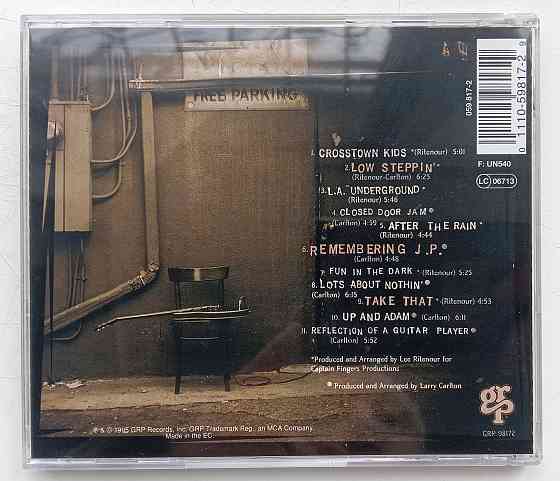 FREE PARKING
059 817-2
0 1110-59817-2 9
F: UN540
LC 06713
1. CROSSTOWN KIDS *(Ritenour) 5:01
2. LOW STEPPIN'*
(Ritenour-Carlton) 6:25
3. L.A. UNDERGROUND*
(Ritenour) 5:46
4. CLOSED DOOR JAM®
(Carlton) 4:59 5. AFTER THE RAIN*
(Ritenour) 4:44
6. REMEMBERING J.P.®
(Carlton) 4:48
7. FUN IN THE DARK *(Ritenour) 5:25
8. LOTS ABOUT NOTHIN'®
(Carlton) 6:15
9. TAKE THAT *(Ritenour) 4:53
10. UP AND ADAM® (Carlton) 6:11
11. REFLECTION OF A GUITAR PLAYER®
(Carlton) 5:52
*Produced and Arranged by Lee Ritenour for
Captain Fingers Productions
® Produced and Arranged by Larry Carlton
℗ & © 1995 GRP Records, Inc. GRP Trademark Reg., an MCA Company.
Made in the EC.
grp
GRP 98172